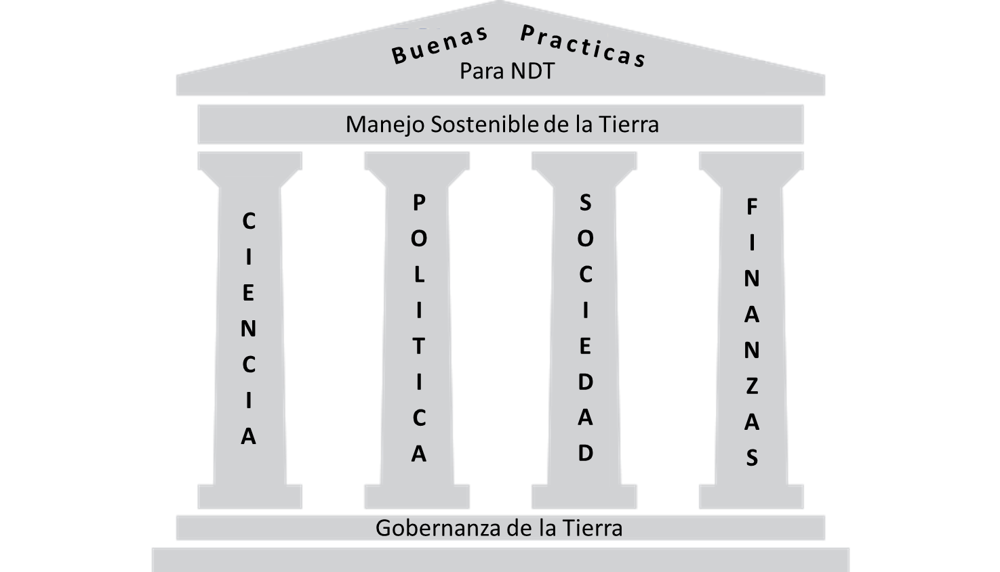 Buenas Practicas
Para NDT
Manejo Sostenible de la Tierra
CIENCIA
POLITICA
SOCIEDAD
FINANZAS
Gobernanza de la Tierra